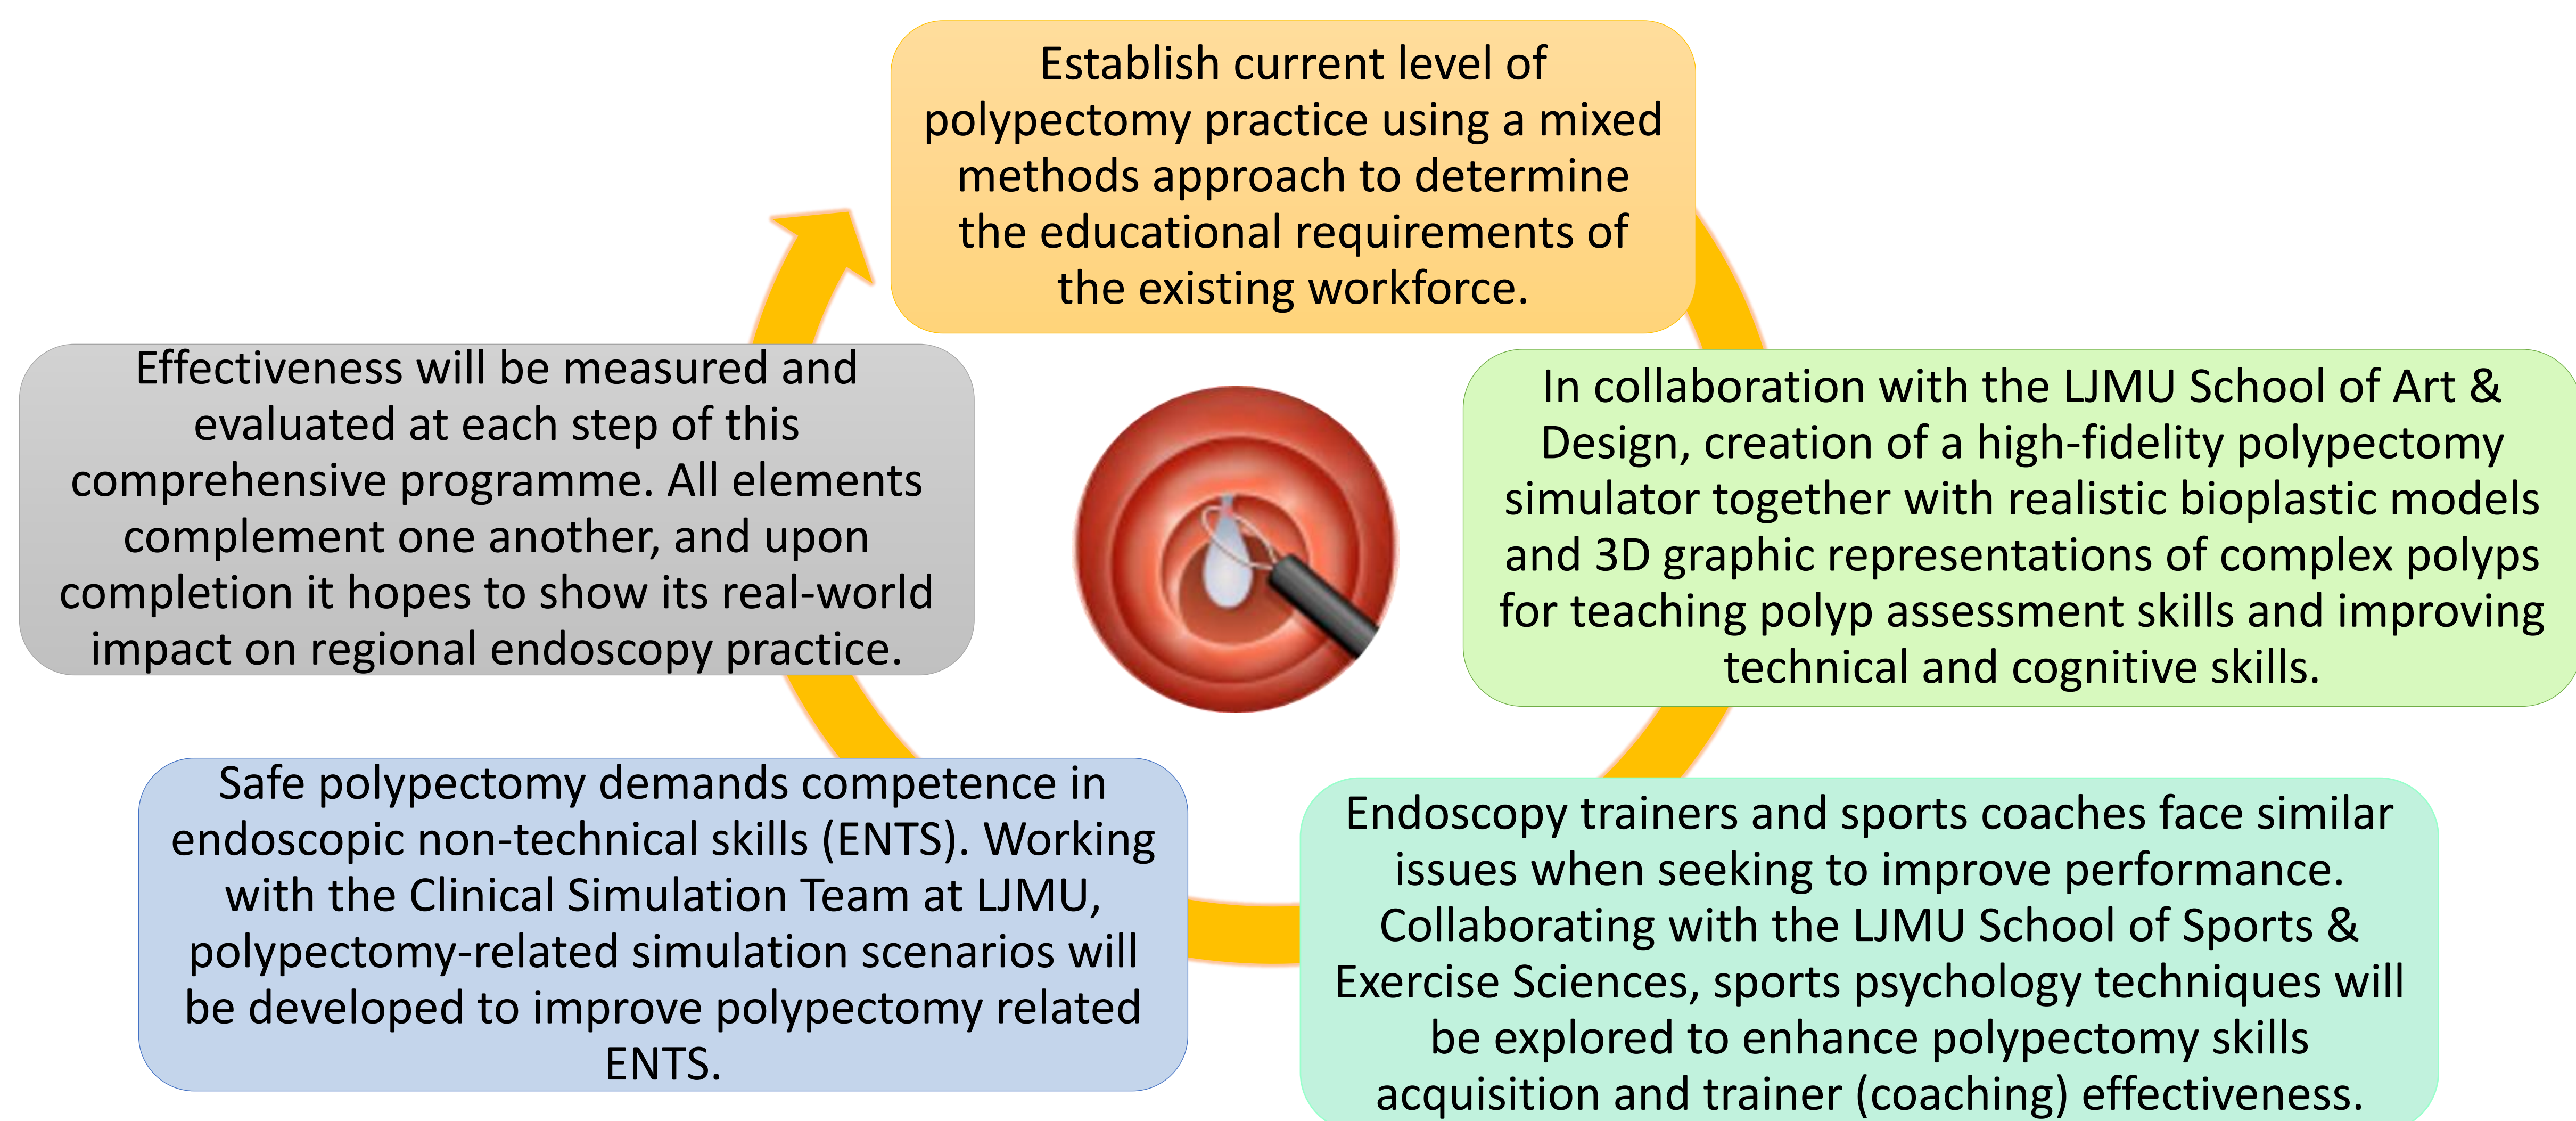 Establish current level of
polypectomy practice using a mixed
methods approach to determine
the educational requirements of
the existing workforce.
In collaboration with the LJMU School of Art &
Design, creation of a high-fidelity polypectomy
simulator together with realistic bioplastic models
and 3D graphic representations of complex polyps
for teaching polyp assessment skills and improving
technical and cognitive skills.
Endoscopy trainers and sports coaches face similar
issues when seeking to improve performance.
Collaborating with the LJMU School of Sports &
Exercise Sciences, sports psychology techniques will
be explored to enhance polypectomy skills
acquisition and trainer (coaching) effectiveness.
Safe polypectomy demands competence in
endoscopic non-technical skills (ENTS). Working
with the Clinical Simulation Team at LJMU,
polypectomy-related simulation scenarios will
be developed to improve polypectomy related
ENTS.
Effectiveness will be measured and
evaluated at each step of this
comprehensive programme. All elements
complement one another, and upon
completion it hopes to show its real-world
impact on regional endoscopy practice.